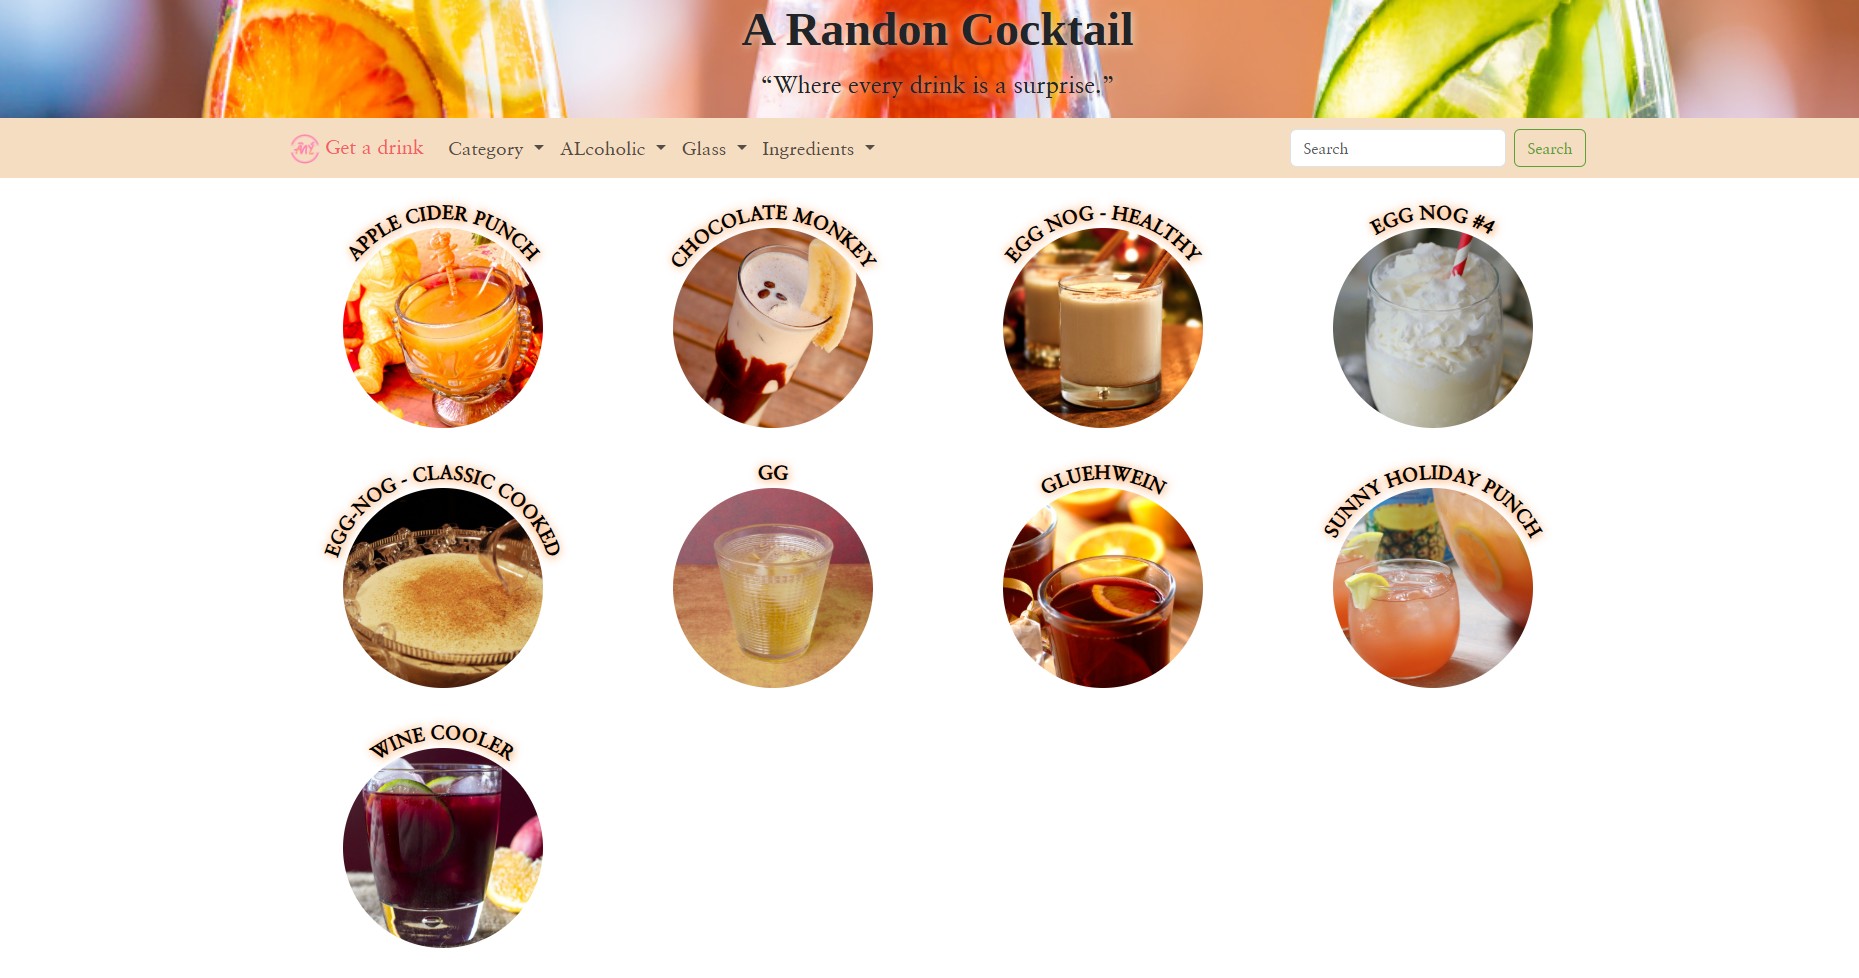 A Randon Cocktail
“Where every drink is a surprise.”
Get a drink
Category
ALcoholic
Glass
Ingredients
Search
Search
APPLE CIDER PUNCH
CHOCOLATE MONKEY
EGG NOG - HEALTHY
EGG NOG #4
EGG-NOG - CLASSIC COOKED
GG
GLUEHWEIN
SUNNY HOLIDAY PUNCH
WINE COOLER